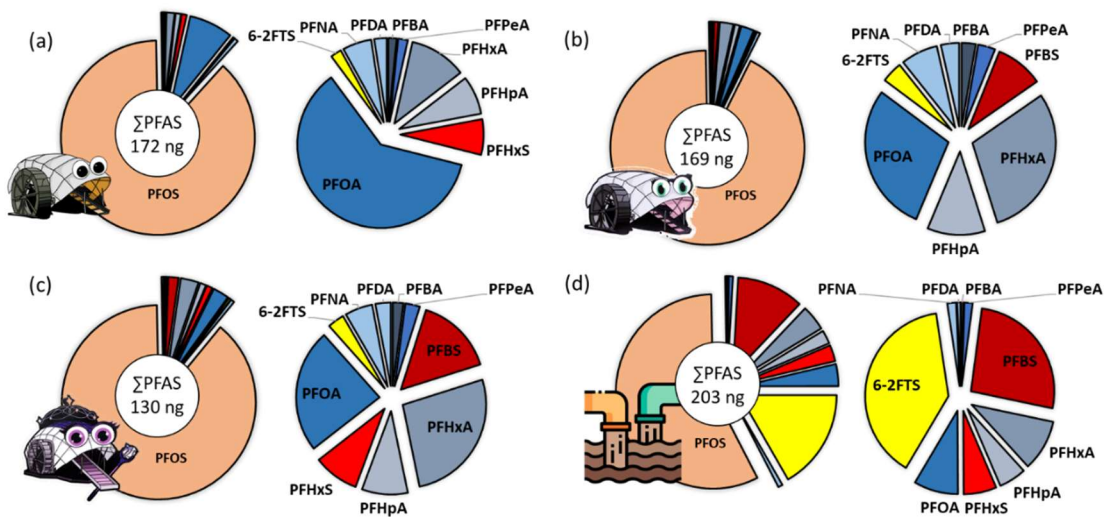 (a)
∑PFAS
172 ng
PFOS
6-2FTS
PFNA
PFDA
PFBA
PFPeA
PFHxA
PFHpA
PFHxS
PFOA
(b)
∑PFAS
169 ng
PFOS
6-2FTS
PFNA
PFDA
PFBA
PFPeA
PFBS
PFHxA
PFHpA
PFOA
(c)
∑PFAS
130 ng
PFOS
6-2FTS
PFNA
PFDA
PFBA
PFPeA
PFBS
PFHxA
PFHpA
PFHxS
PFOA
(d)
∑PFAS
203 ng
PFOS
PFNA
PFDA
PFBA
PFPeA
PFBS
PFHxA
PFHpA
PFHxS
PFOA
6-2FTS